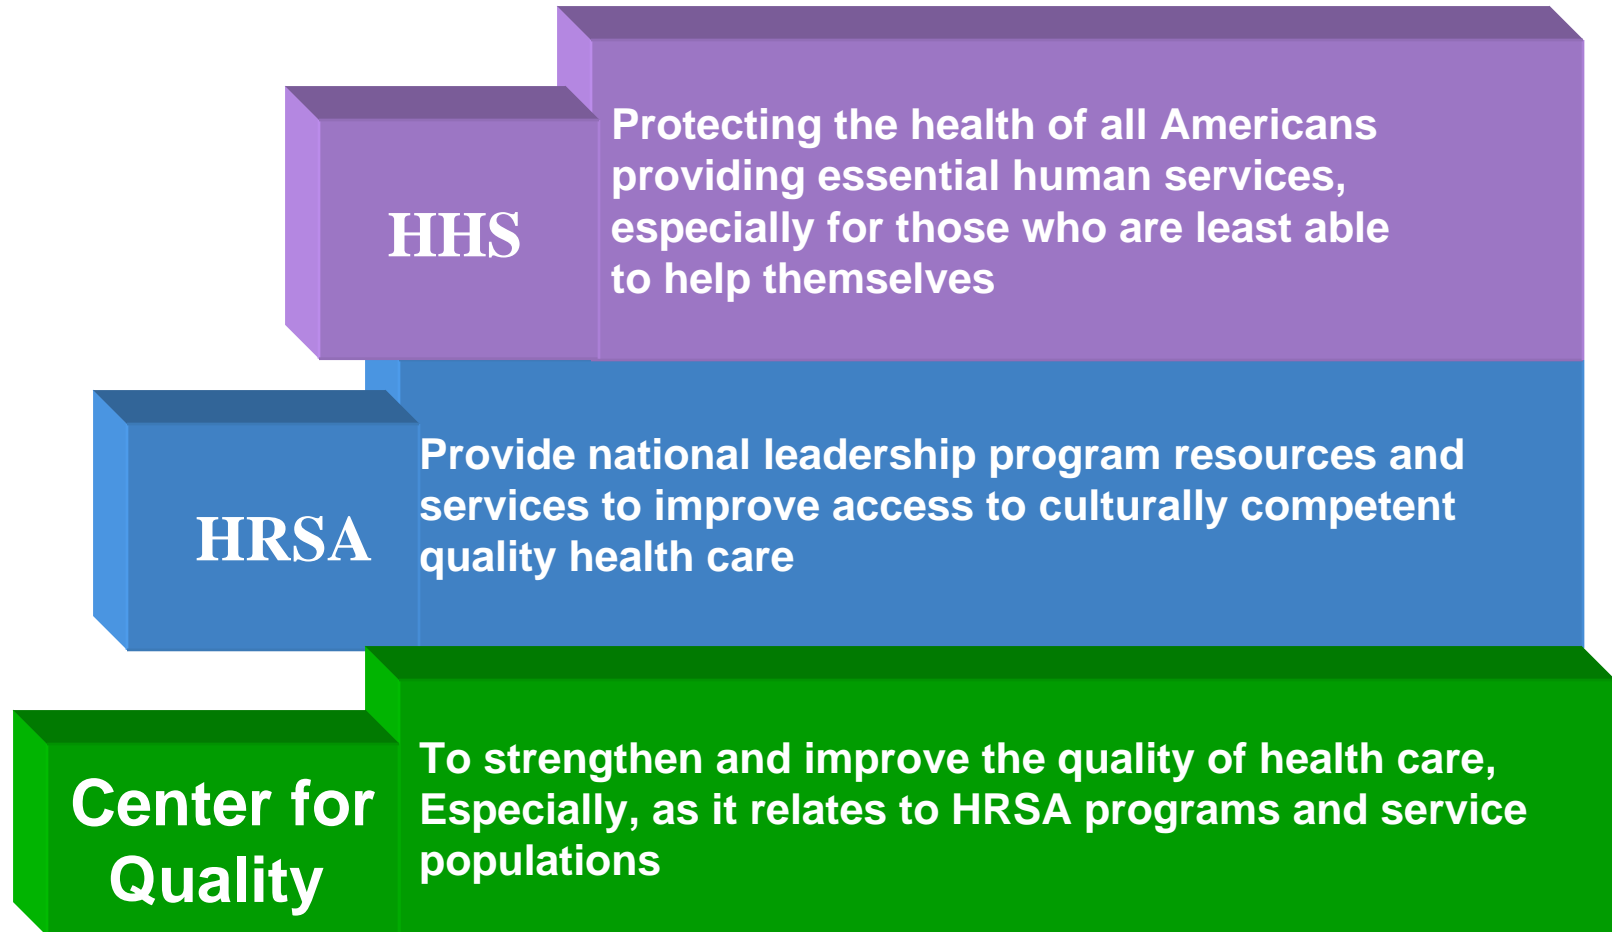 HHS
Protecting the health of all Americans
providing essential human services,
especially for those who are least able
to help themselves
HRSA
Provide national leadership program resources and
services to improve access to culturally competent
quality health care
Center for
Quality
To strengthen and improve the quality of health care,
Especially, as it relates to HRSA programs and service
populations